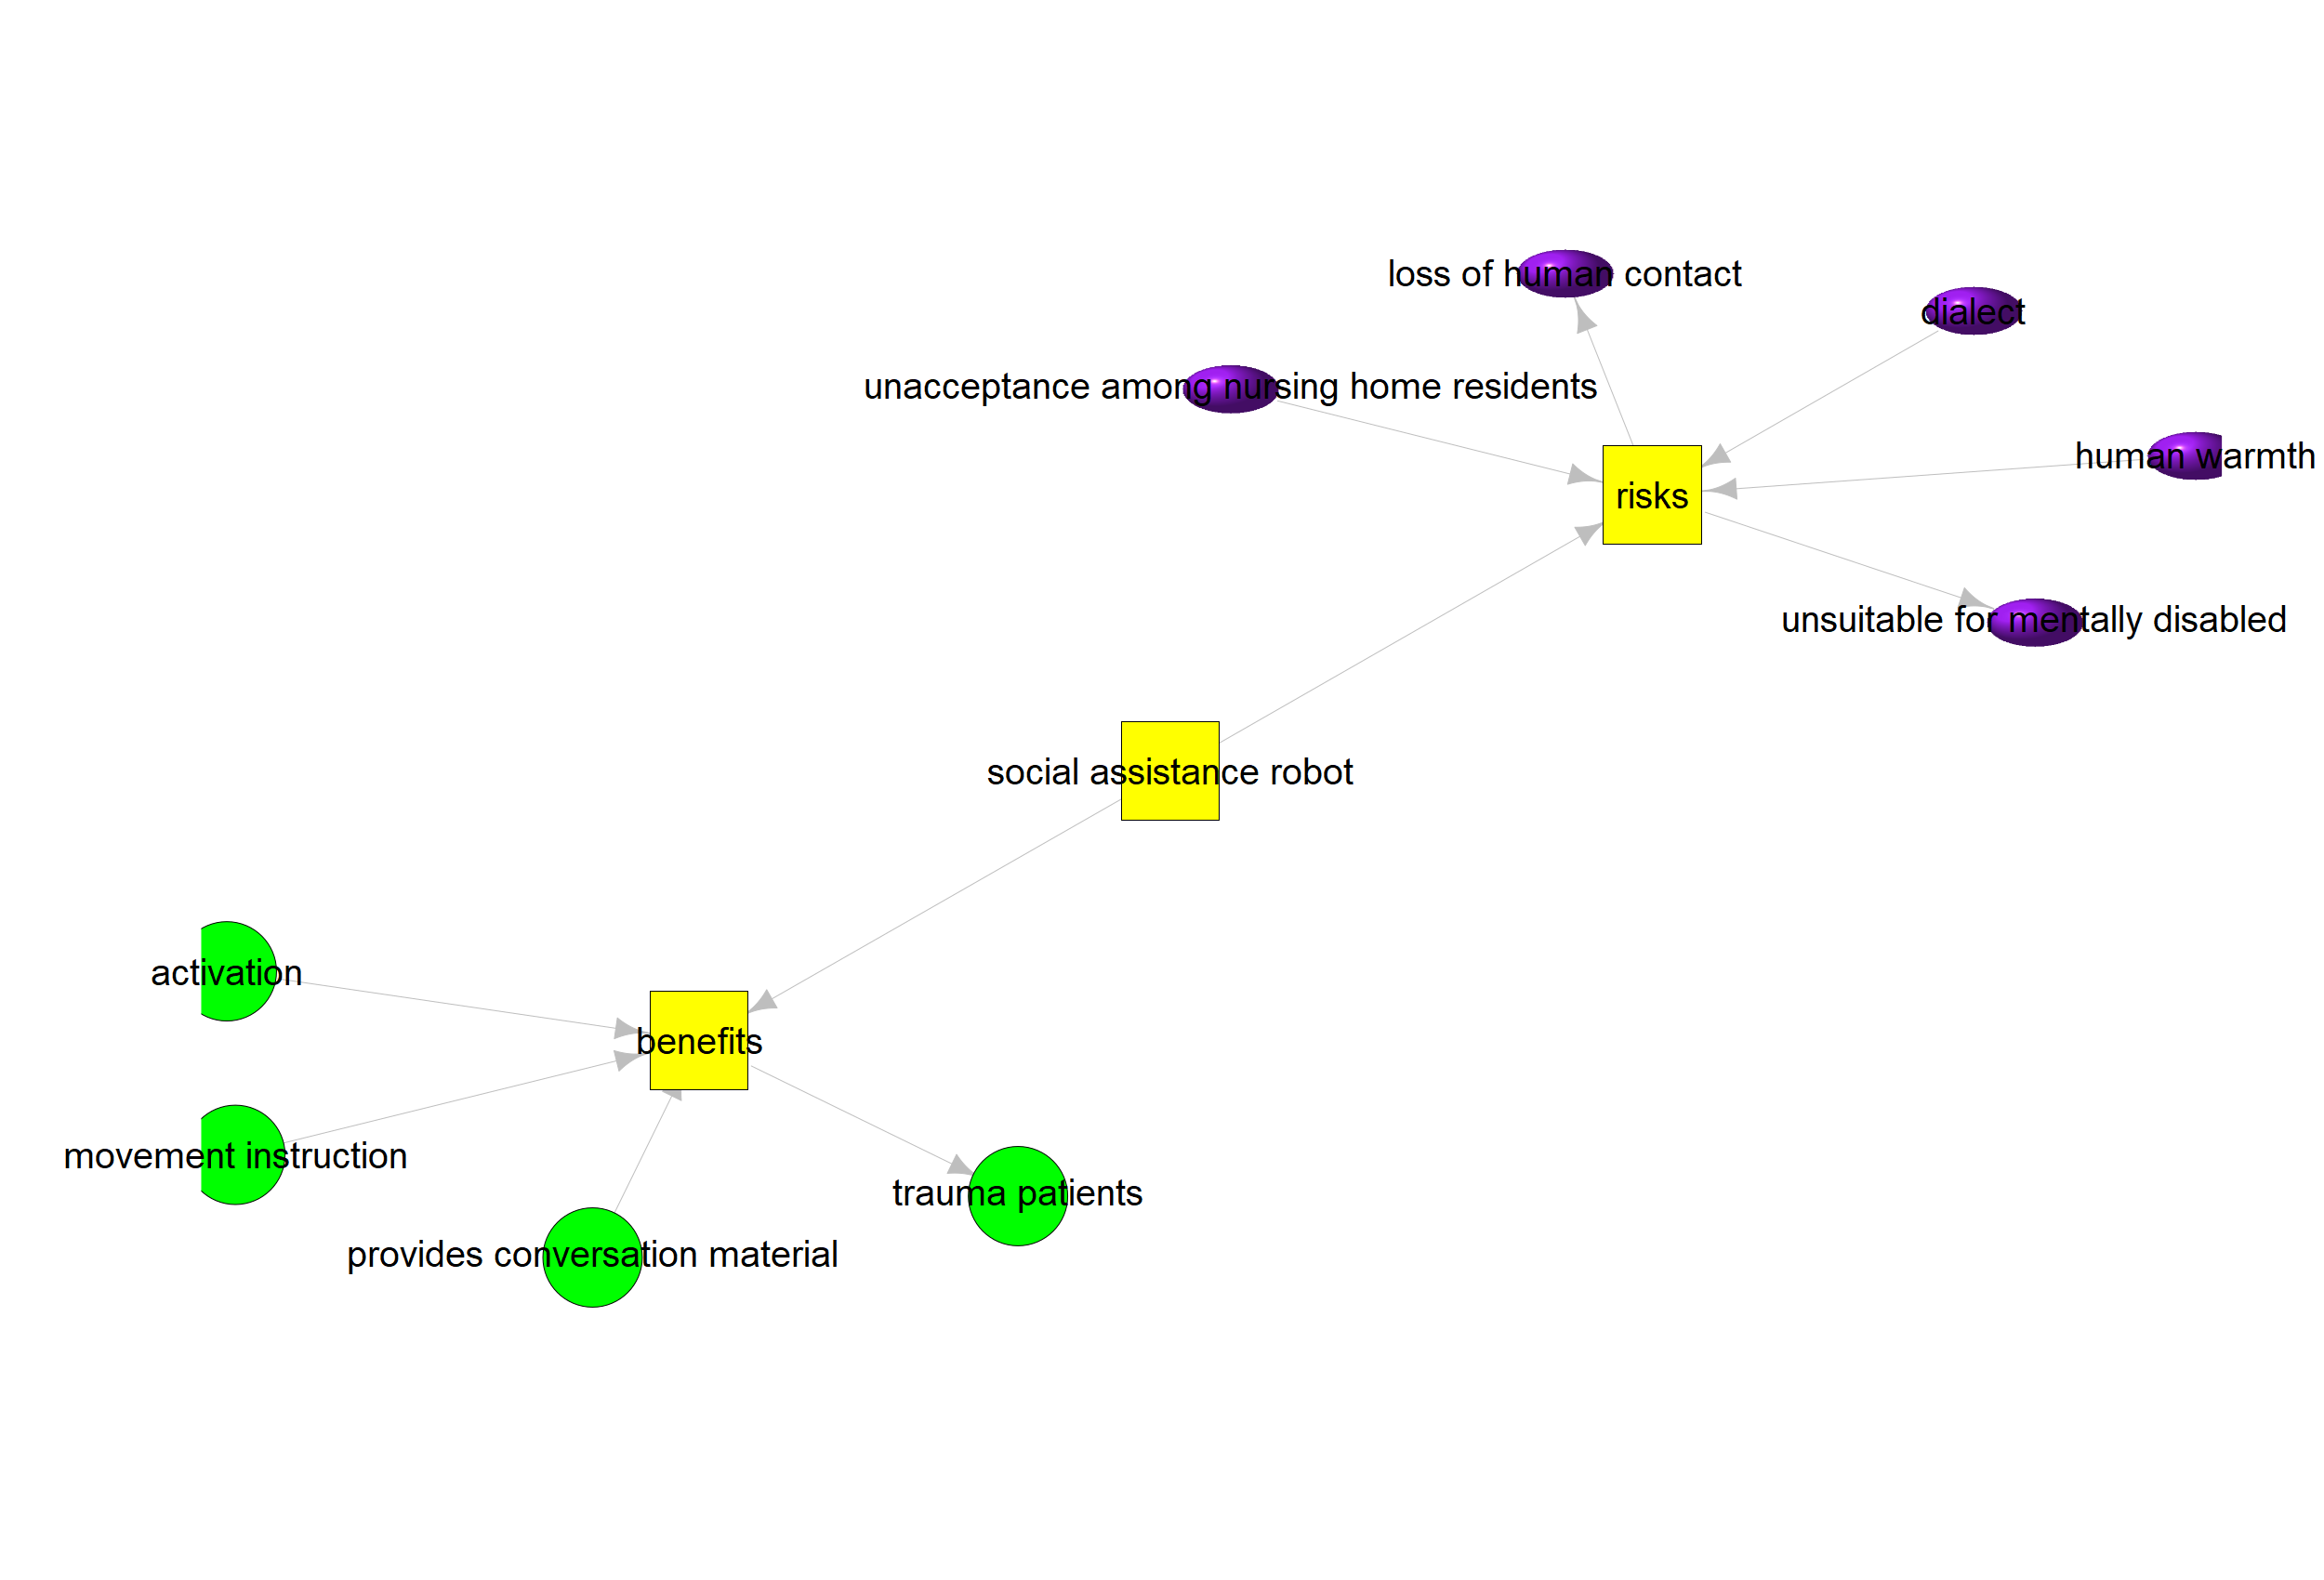 loss of human contact
dialect
unacceptance among nursing home residents
human warmth
risks
unsuitable for mentally disabled
social assistance robot
activation
benefits
movement instruction
trauma patients
provides conversation material